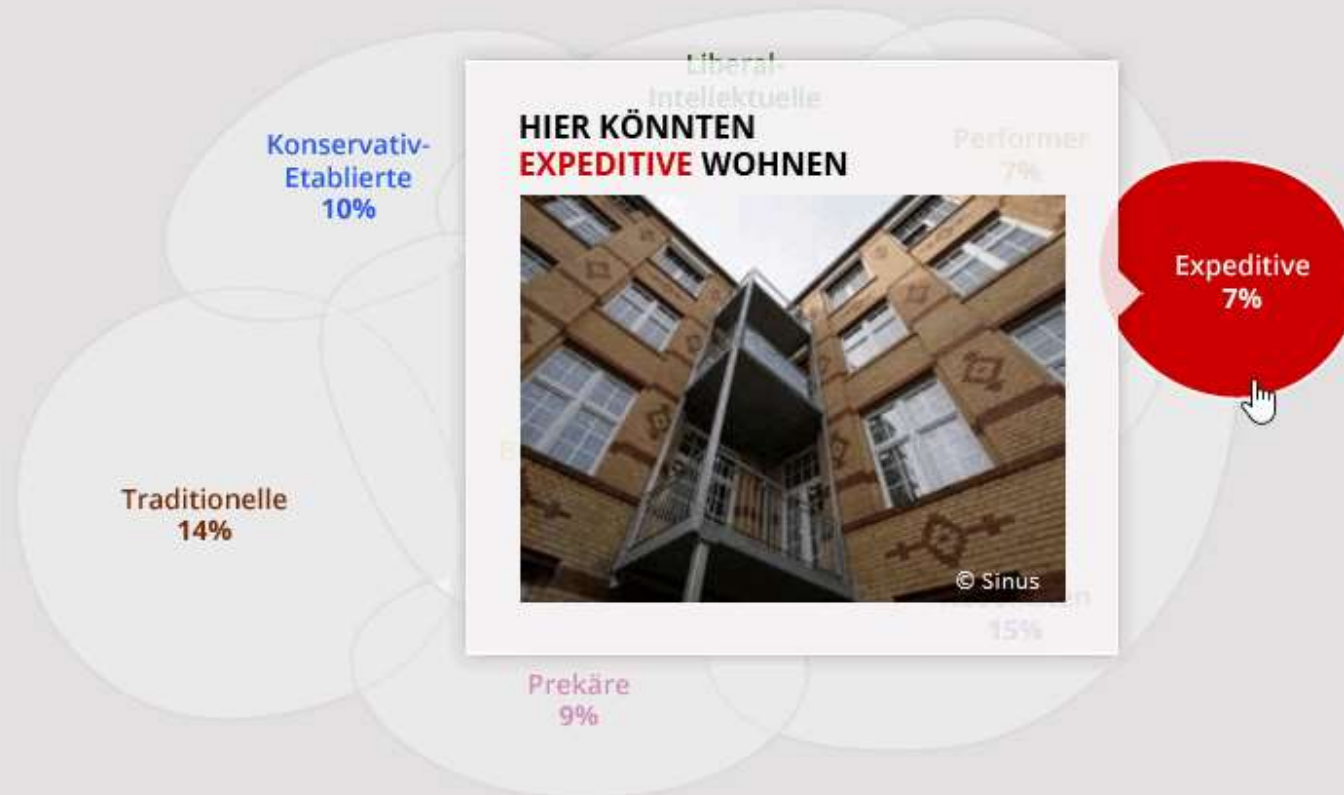 Liberal-
Intellektuelle
HIER KÖNNTEN
EXPEDITIVE WOHNEN
Konservativ-
Etablierte
10%
Performer
7%
Expeditive
7%
Traditionelle
14%
© Sinus
15%
Prekäre
9%